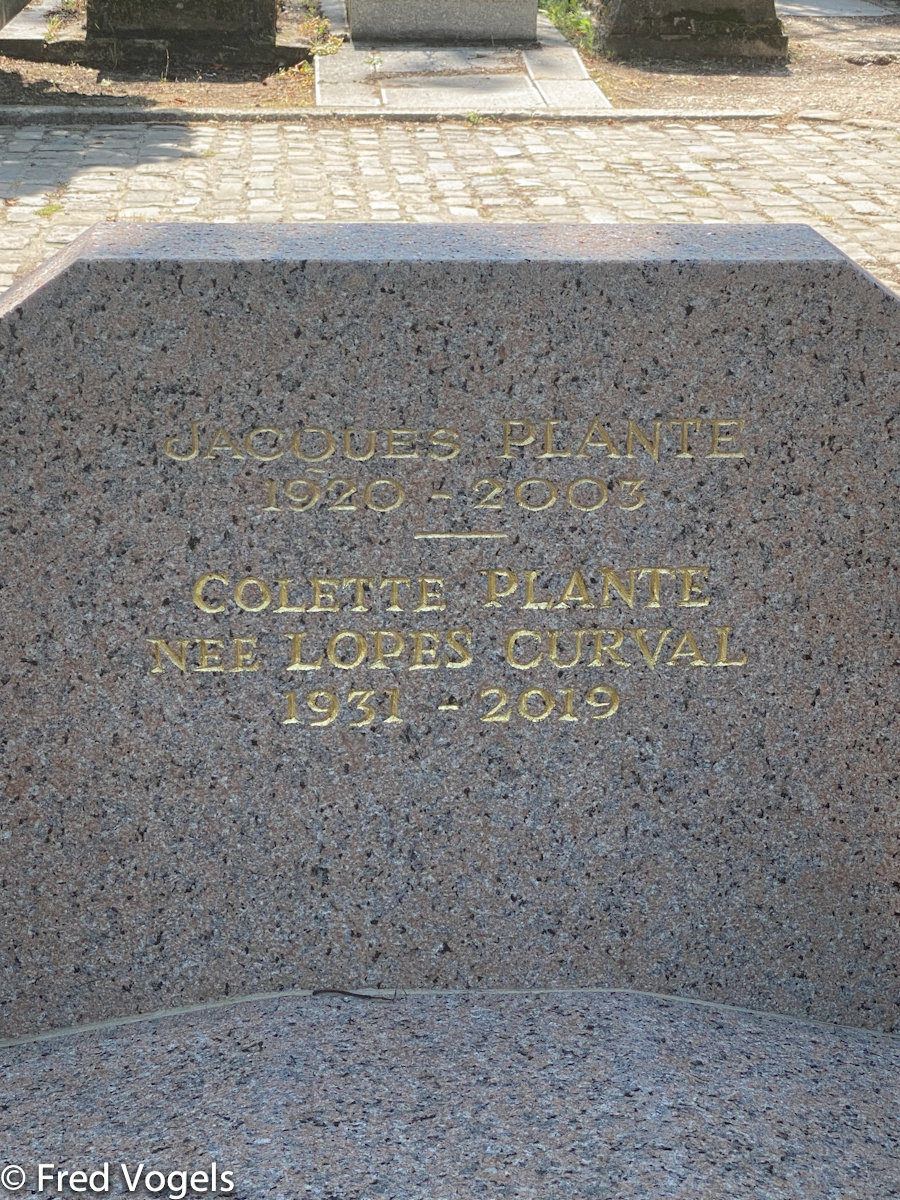 JACQUES PLANTE
1920 - 2003
COLETTE PLANTE
NEE LOPES CURVAL
1931 - 2019
© Fred Vogels